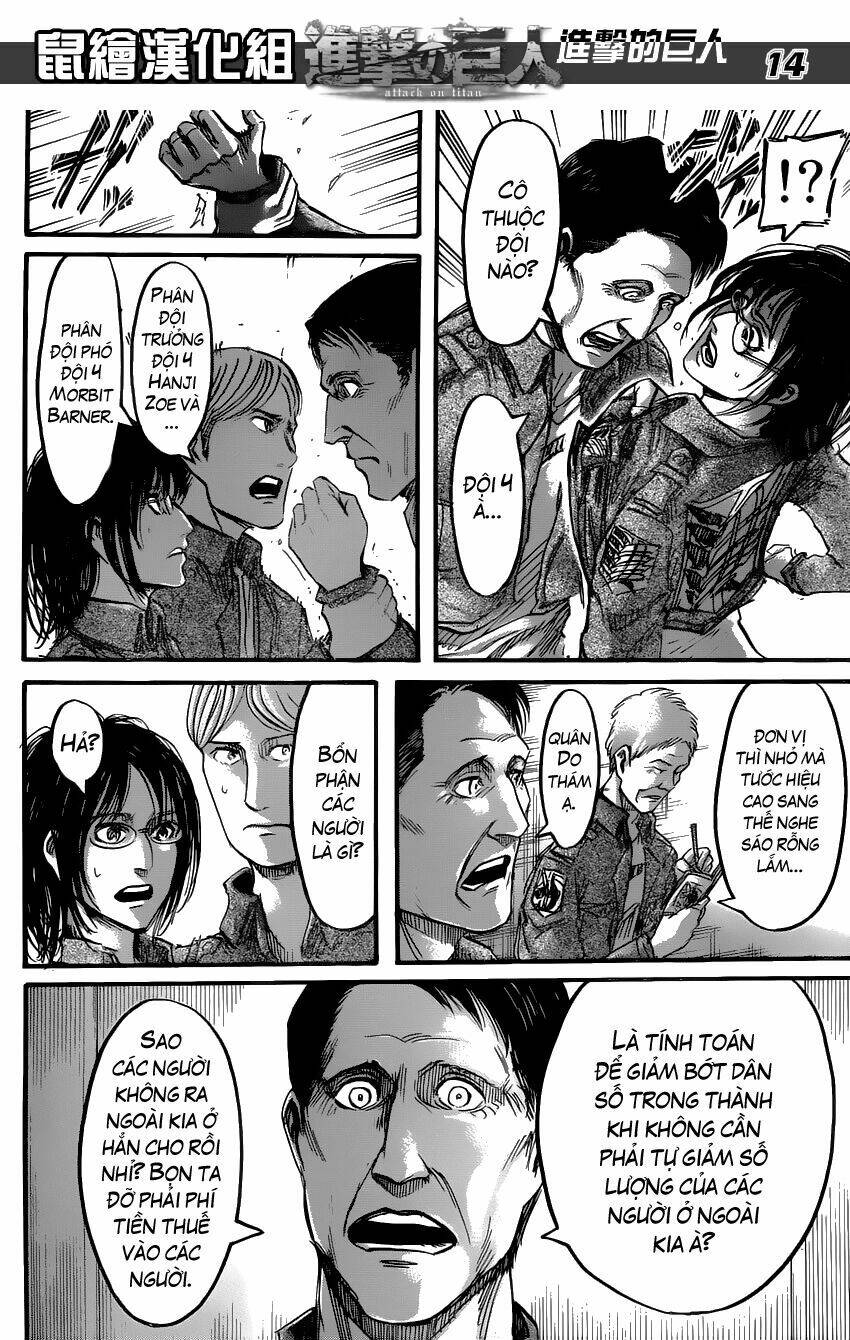 鼠繪漢化組
進撃の巨人
attack on titan
進擊的巨人
14
!?
CÔ
THUỘC
ĐỘI
NÀO?
ĐỘI 4
À...
PHÂN
ĐỘI
TRƯỞNG
ĐỘI 4
HANJI
ZOE VÀ
...
PHÂN
ĐỘI PHÓ
ĐỘI 4
MORBIT
BARNER.
ĐƠN VỊ
THÌ NHỎ MÀ
TƯỚC HIỆU
CAO SANG
THẾ NGHE
SÁO RỖNG
LẮM...
QUÂN
DO THÁM
Ạ.
BỔN
PHẬN
CÁC
NGƯỜI
LÀ GÌ?
HẢ?
LÀ TÍNH TOÁN
ĐỂ GIẢM BỚT DÂN
SỐ TRONG THÀNH
KHI KHÔNG CẦN
PHẢI TỰ GIẢM SỐ
LƯỢNG CỦA CÁC
NGƯỜI Ở NGOÀI
KIA À?
SAO
CÁC NGƯỜI
KHÔNG RA
NGOÀI KIA Ở
HẲN CHO RỒI
NHỈ? BỌN TA
ĐỠ PHẢI PHÍ
TIỀN THUẾ
VÀO CÁC
NGƯỜI.